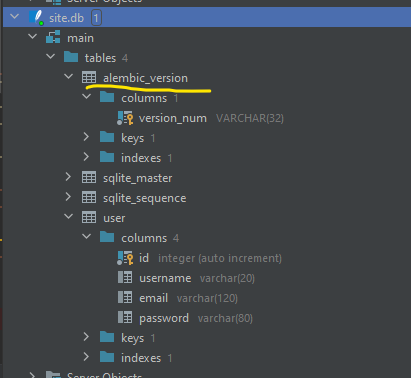 Server Objects
site.db 1
main
tables 4
alembic_version
columns 1
version_num VARCHAR(32)
keys 1
indexes 1
sqlite_master
sqlite_sequence
user
columns 4
id integer (auto increment)
username varchar(20)
email varchar(120)
password varchar(80)
keys 1
indexes 1
Server Objects